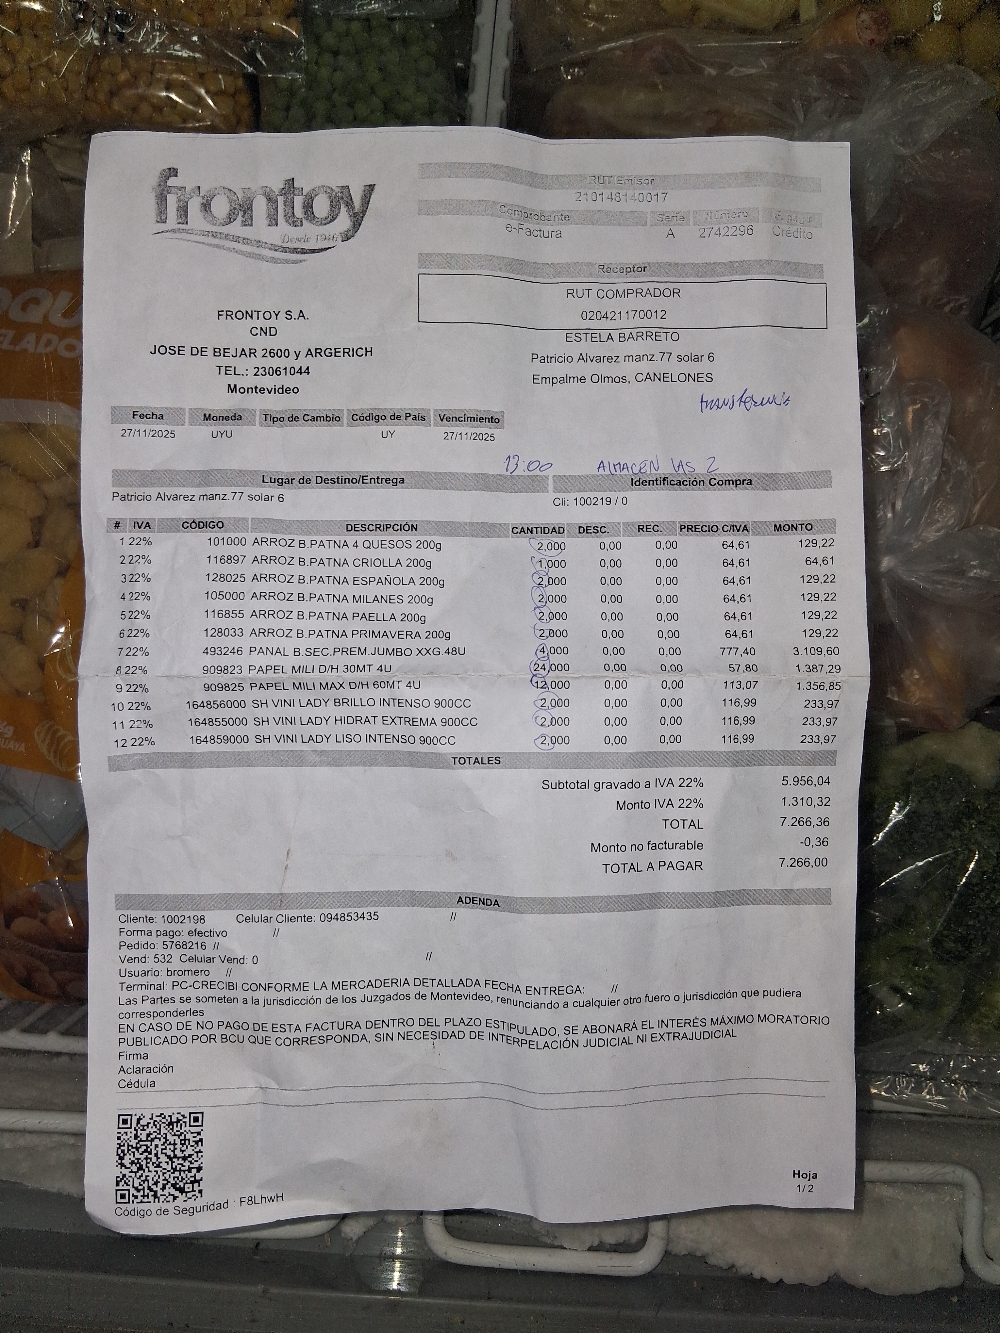 frontoy
Desde 1946
RUT Emisor
210148140017
Comprobante Serie Número
e-Factura A 2742296 Crédito
Receptor
RUT COMPRADOR
020421170012
ESTELA BARRETO
Patricio Alvarez manz.77 solar 6
Empalme Olmos, CANELONES
FRONTOY S.A.
CND
JOSE DE BEJAR 2600 y ARGERICH
TEL.: 23061044
Montevideo
Fecha Moneda Tipo de Cambio Código de País Vencimiento
27/11/2025 UYU UY 27/11/2025
13:00 ALMACEN LAS 2
Lugar de Destino/Entrega Identificación Compra
Patricio Alvarez manz.77 solar 6 Cli: 100219 / 0
# IVA CÓDIGO DESCRIPCIÓN CANTIDAD DESC. REC. PRECIO C/IVA MONTO
1 22% 101000 ARROZ B.PATNA 4 QUESOS 200g 2,000 0,00 0,00 64,61 129,22
2 22% 116897 ARROZ B.PATNA CRIOLLA 200g 1,000 0,00 0,00 64,61 64,61
3 22% 128025 ARROZ B.PATNA ESPAÑOLA 200g 2,000 0,00 0,00 64,61 129,22
4 22% 105000 ARROZ B.PATNA MILANES 200g 2,000 0,00 0,00 64,61 129,22
5 22% 116855 ARROZ B.PATNA PAELLA 200g 2,000 0,00 0,00 64,61 129,22
6 22% 128033 ARROZ B.PATNA PRIMAVERA 200g 2,000 0,00 0,00 64,61 129,22
7 22% 493246 PANAL B.SEC.PREM.JUMBO XXG.48U 4,000 0,00 0,00 777,40 3.109,60
8 22% 909823 PAPEL MILI D/H 30MT 4U 24,000 0,00 0,00 57,80 1.387,29
9 22% 909825 PAPEL MILI MAX D/H 60MT 4U 12,000 0,00 0,00 113,07 1.356,85
10 22% 164856000 SH VINI LADY BRILLO INTENSO 900CC 2,000 0,00 0,00 116,99 233,97
11 22% 164855000 SH VINI LADY HIDRAT EXTREMA 900CC 2,000 0,00 0,00 116,99 233,97
12 22% 164859000 SH VINI LADY LISO INTENSO 900CC 2,000 0,00 0,00 116,99 233,97
TOTALES
Subtotal gravado a IVA 22% 5.956,04
Monto IVA 22% 1.310,32
TOTAL 7.266,36
Monto no facturable -0,36
TOTAL A PAGAR 7.266,00
ADENDA
Cliente: 1002198 Celular Cliente: 094853435 //
Forma pago: efectivo //
Pedido: 5768216 //
Vend: 532 Celular Vend: 0 //
Usuario: bromero //
Terminal: PC-CRECIBI CONFORME LA MERCADERIA DETALLADA FECHA ENTREGA: //
Las Partes se someten a la jurisdicción de los Juzgados de Montevideo, renunciando a cualquier otro fuero o jurisdicción que pudiera
corresponderles
EN CASO DE NO PAGO DE ESTA FACTURA DENTRO DEL PLAZO ESTIPULADO, SE ABONARÁ EL INTERÉS MÁXIMO MORATORIO
PUBLICADO POR BCU QUE CORRESPONDA, SIN NECESIDAD DE INTERPELACIÓN JUDICIAL NI EXTRAJUDICIAL
Firma
Aclaración
Cédula
Código de Seguridad : F8LhwH
Hoja
1/ 2